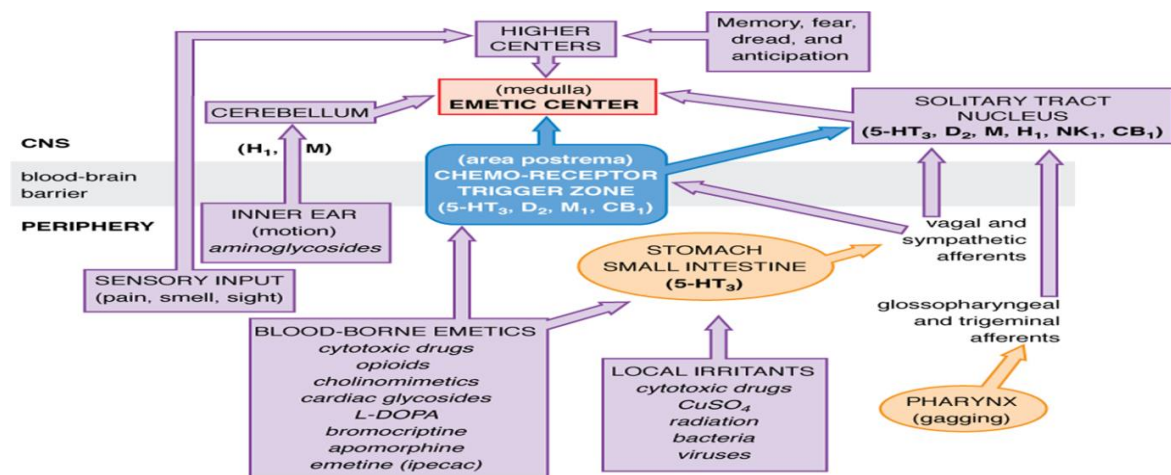 HIGHER
CENTERS
Memory, fear,
dread, and
anticipation
(medulla)
EMETIC CENTER
CEREBELLUM
SOLITARY TRACT
NUCLEUS
(5-HT₃, D₂, M, H₁, NK₁, CB₁)
CNS
(H₁, M)
blood-brain
barrier
(area postrema)
CHEMO-RECEPTOR
TRIGGER ZONE
(5-HT₃, D₂, M₁, CB₁)
PERIPHERY
INNER EAR
(motion)
aminoglycosides
vagal and
sympathetic
afferents
STOMACH
SMALL INTESTINE
(5-HT₃)
SENSORY INPUT
(pain, smell, sight)
glossopharyngeal
and trigeminal
afferents
BLOOD-BORNE EMETICS
cytotoxic drugs
opioids
cholinomimetics
cardiac glycosides
L-DOPA
bromocriptine
apomorphine
emetine (ipecac)
LOCAL IRRITANTS
cytotoxic drugs
CuSO₄
radiation
bacteria
viruses
PHARYNX
(gagging)